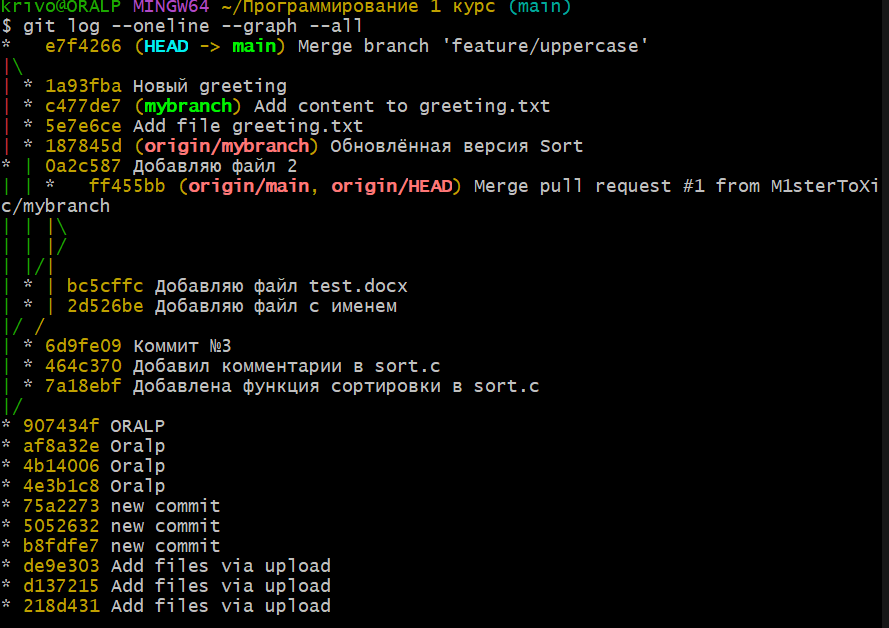 krivo@ORALP MINGW64 ~/Программирование 1 курс (main)
$ git log --oneline --graph --all
*   e7f4266 (HEAD -> main) Merge branch 'feature/uppercase'
|\
| * 1a93fba Новый greeting
| * c477de7 (mybranch) Add content to greeting.txt
| * 5e7e6ce Add file greeting.txt
| * 187845d (origin/mybranch) Обновлённая версия Sort
* | 0a2c587 Добавляю файл 2
| | *   ff455bb (origin/main, origin/HEAD) Merge pull request #1 from M1sterToXi
c/mybranch
| | |\
| | |/
| |/|
| * | bc5cffc Добавляю файл test.docx
| * | 2d526be Добавляю файл с именем
|/ /
| * 6d9fe09 Коммит №3
| * 464c370 Добавил комментарии в sort.c
| * 7a18ebf Добавлена функция сортировки в sort.c
|/
* 907434f ORALP
* af8a32e Oralp
* 4b14006 Oralp
* 4e3b1c8 Oralp
* 75a2273 new commit
* 5052632 new commit
* b8fdfe7 new commit
* de9e303 Add files via upload
* d137215 Add files via upload
* 218d431 Add files via upload